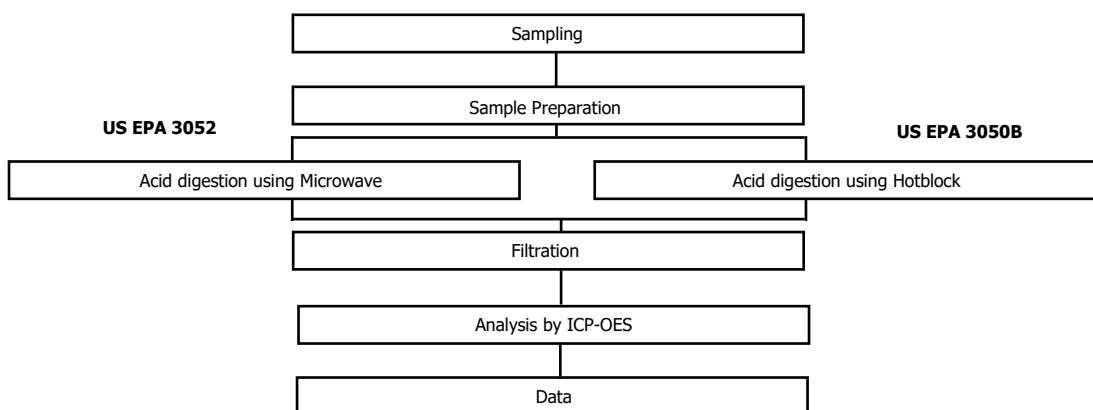 Sampling
Sample Preparation
US EPA 3052
US EPA 3050B
Acid digestion using Microwave
Acid digestion using Hotblock
Filtration
Analysis by ICP-OES
Data